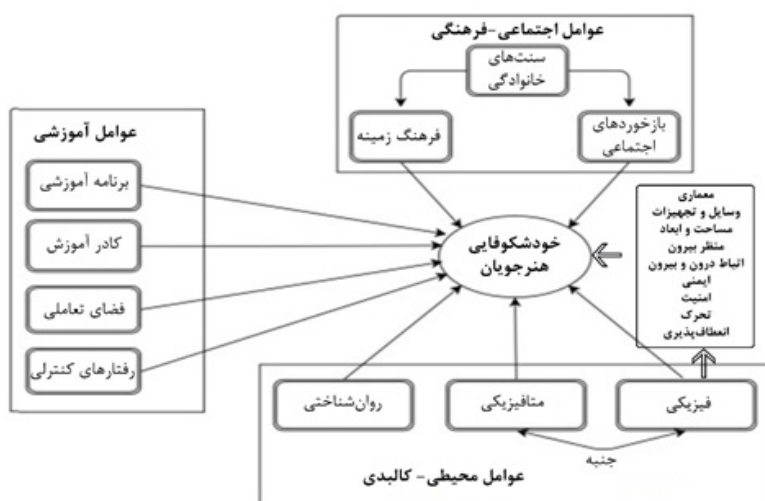 عوامل اجتماعی-فرهنگی
سنت‌های
خانوادگی
فرهنگ زمینه
بازخوردهای
اجتماعی
عوامل آموزشی
برنامه آموزشی
کادر آموزش
فضای تعاملی
رفتارهای کنترلی
خودشکوفایی
هنرجویان
معماری
وسایل و تجهیزات
مساحت و ابعاد
منظر بیرون
اتباط درون و بیرون
ایمنی
امنیت
تحرک
انعطاف‌پذیری
روان‌شناختی
متافیزیکی
فیزیکی
جنبه
عوامل محیطی- کالبدی